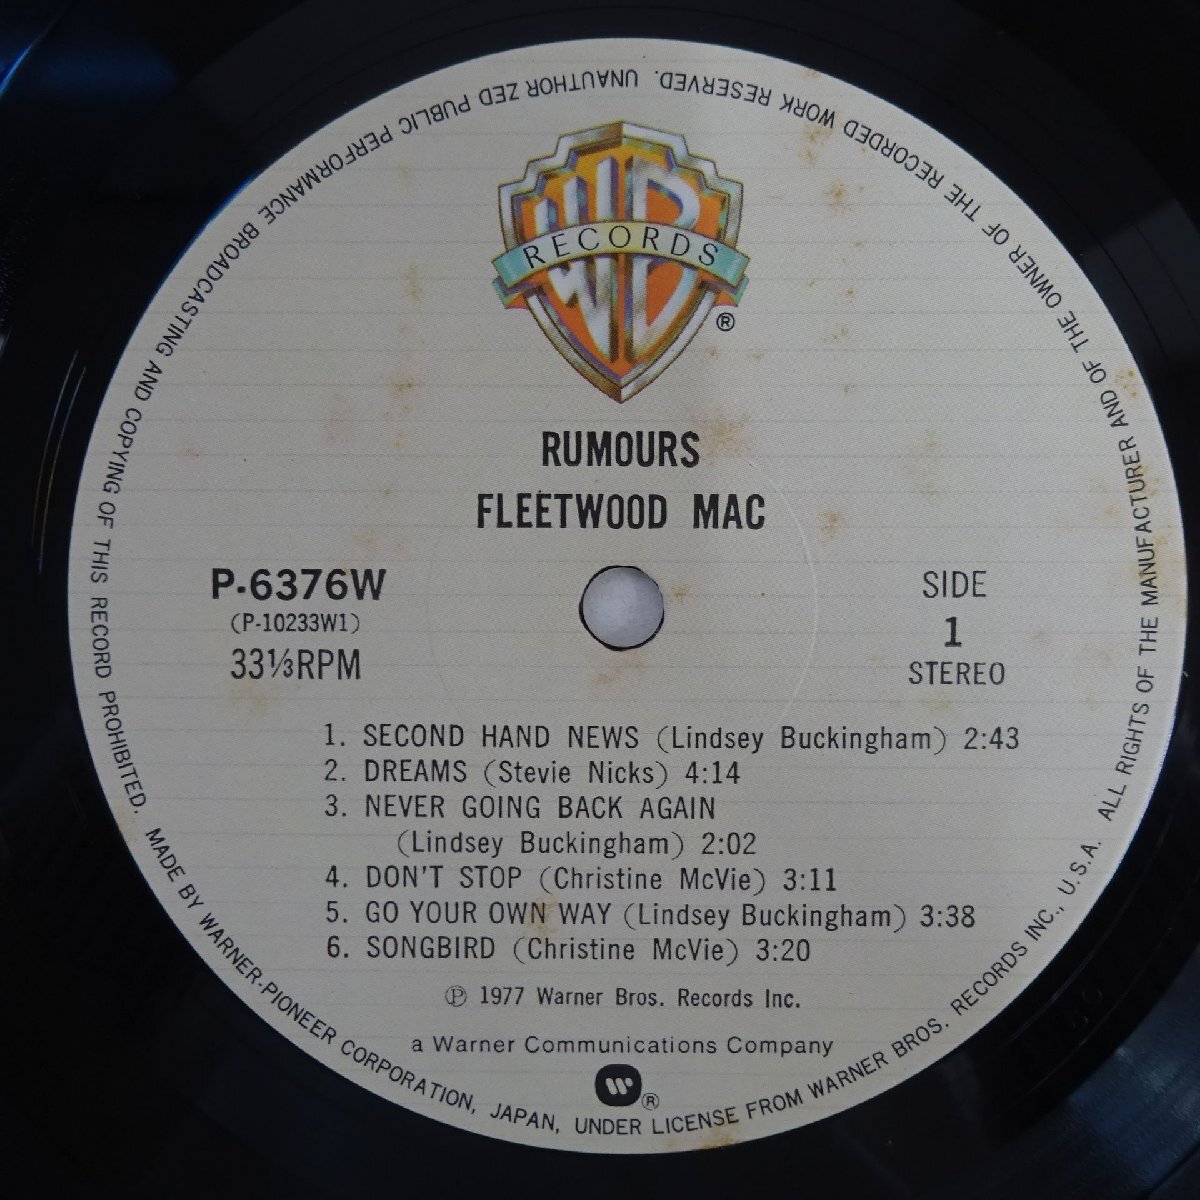 WB
RECORDS
®
RUMOURS
FLEETWOOD MAC
P-6376W
(P-10233W1)
33⅓RPM
SIDE
1
STEREO
1. SECOND HAND NEWS (Lindsey Buckingham) 2:43
2. DREAMS (Stevie Nicks) 4:14
3. NEVER GOING BACK AGAIN
(Lindsey Buckingham) 2:02
4. DON'T STOP (Christine McVie) 3:11
5. GO YOUR OWN WAY (Lindsey Buckingham) 3:38
6. SONGBIRD (Christine McVie) 3:20
Ⓟ 1977 Warner Bros. Records Inc.
a Warner Communications Company
®
MADE BY WARNER-PIONEER CORPORATION, JAPAN, UNDER LICENSE FROM WARNER BROS. RECORDS INC., U.S.A. ALL RIGHTS OF THE MANUFACTURER AND OF THE OWNER OF THE RECORDED WORK RESERVED. UNAUTHOR ZED PUBLIC PERFORMANCE BROADCASTING AND COPYING OF THIS RECORD PROHIBITED.